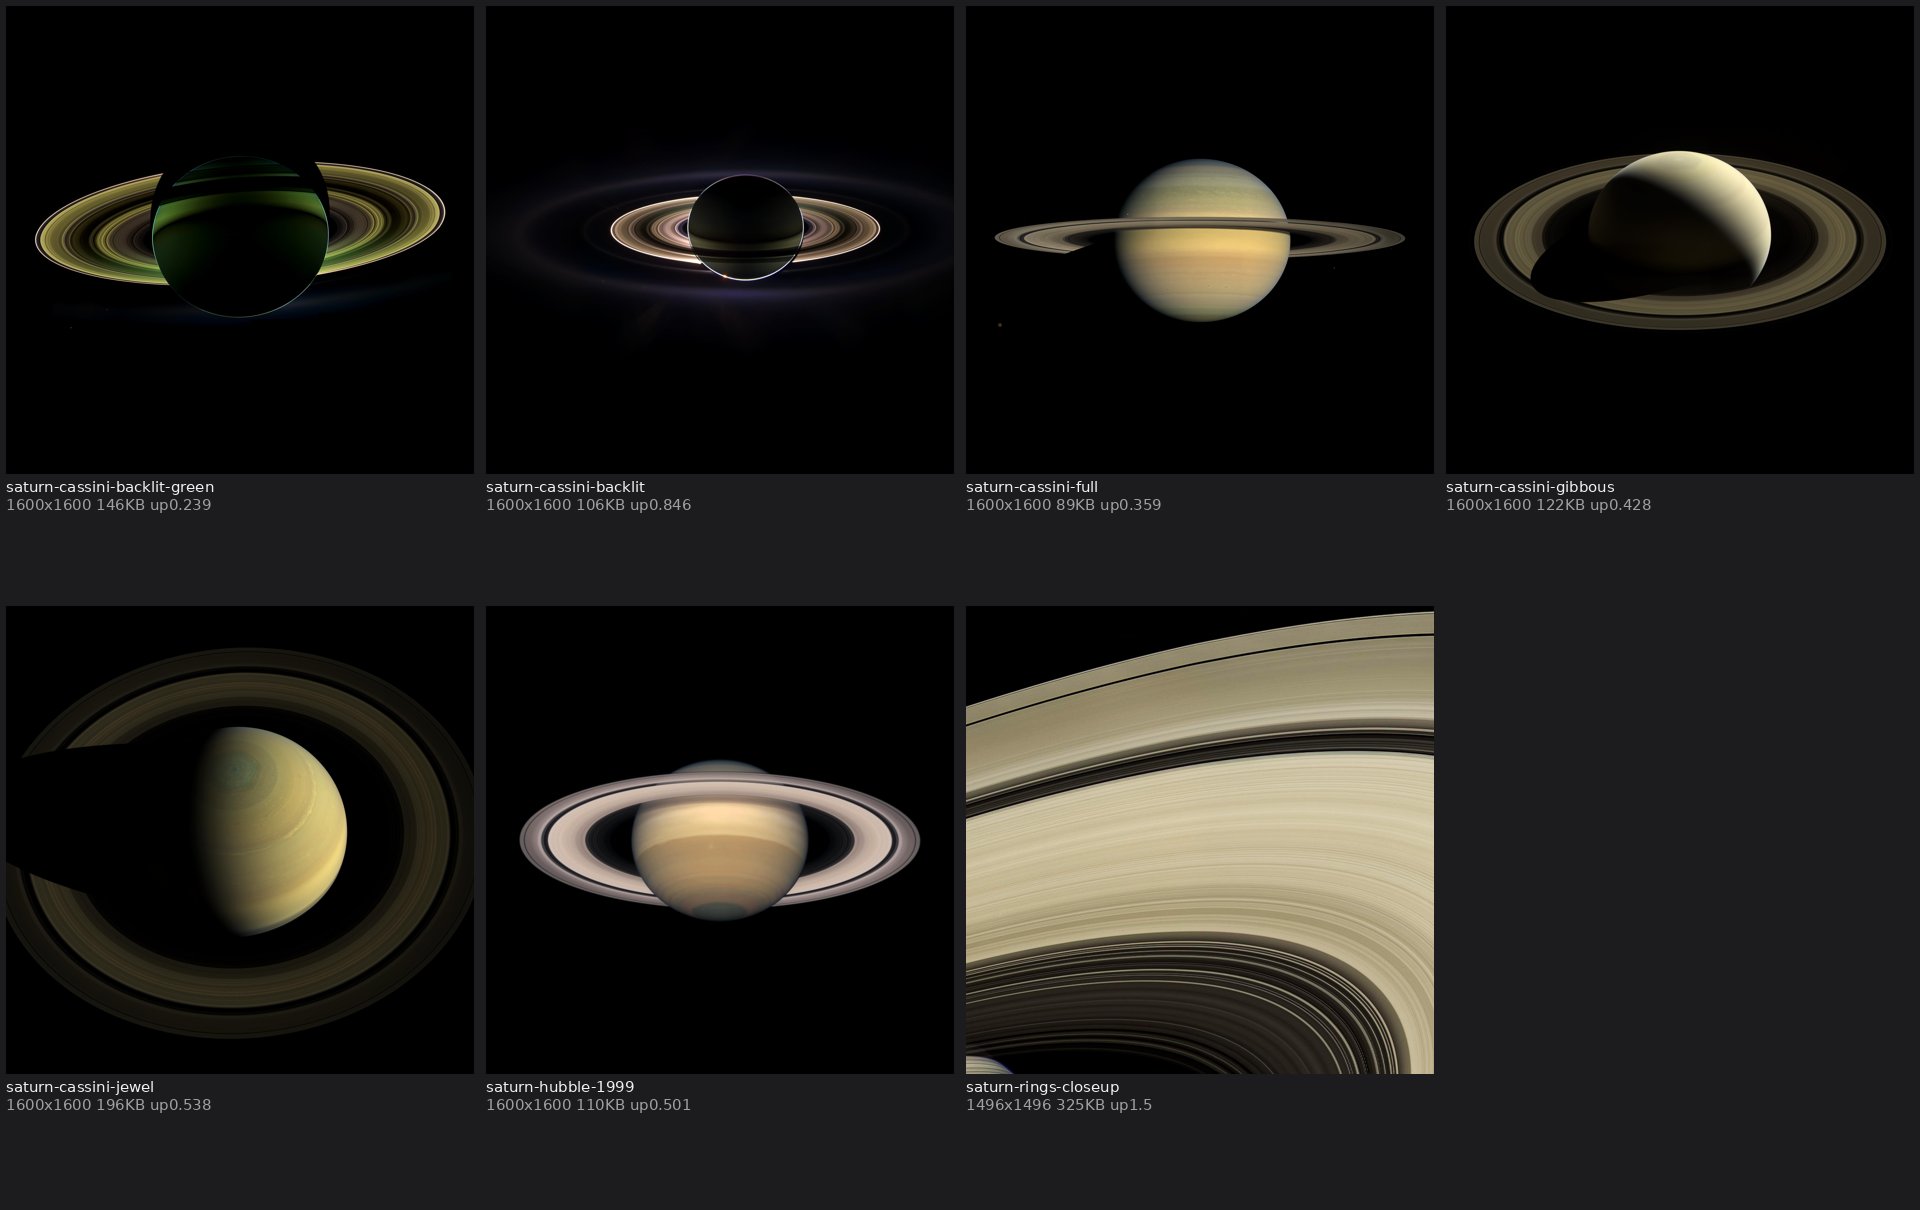 saturn-cassini-backlit-green
1600x1600 146KB up0.239
saturn-cassini-backlit
1600x1600 106KB up0.846
saturn-cassini-full
1600x1600 89KB up0.359
saturn-cassini-gibbous
1600x1600 122KB up0.428
saturn-cassini-jewel
1600x1600 196KB up0.538
saturn-hubble-1999
1600x1600 110KB up0.501
saturn-rings-closeup
1496x1496 325KB up1.5